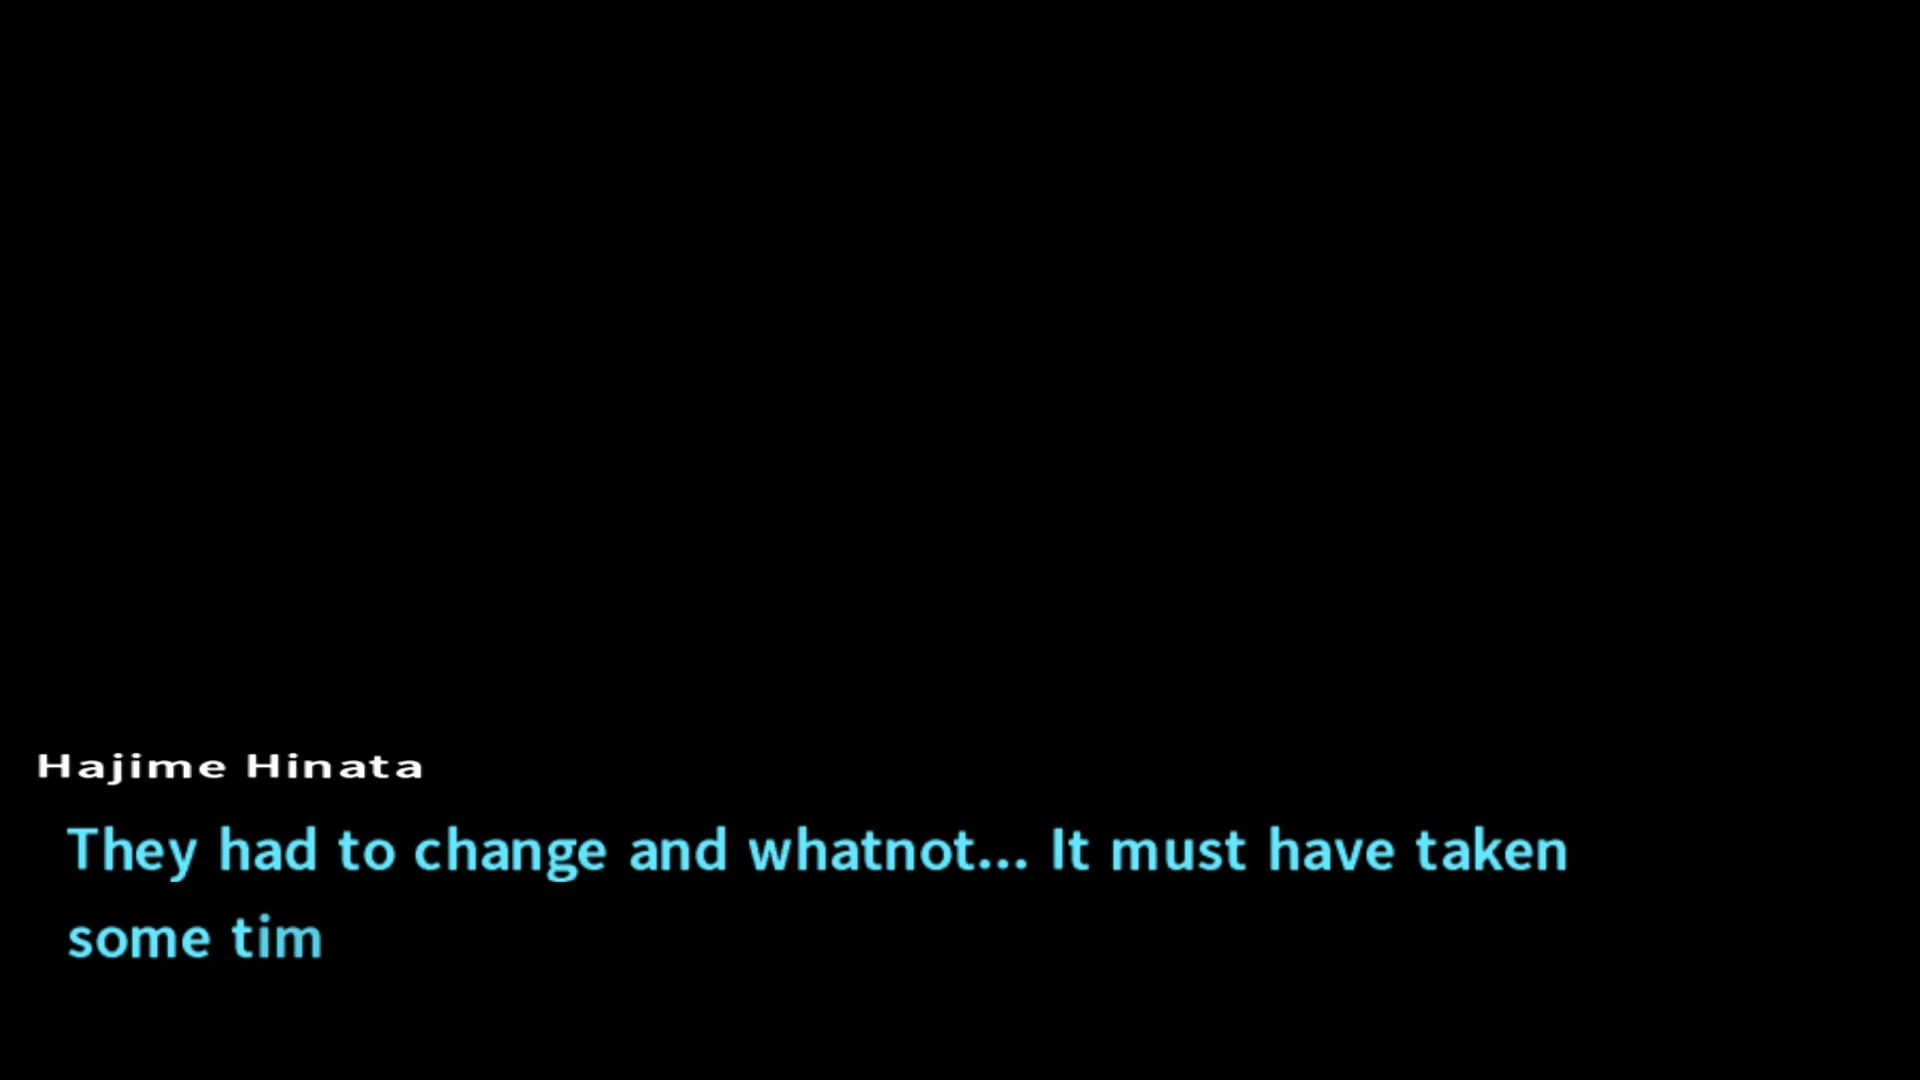 Hajime Hinata
They had to change and whatnot... It must have taken
some tim